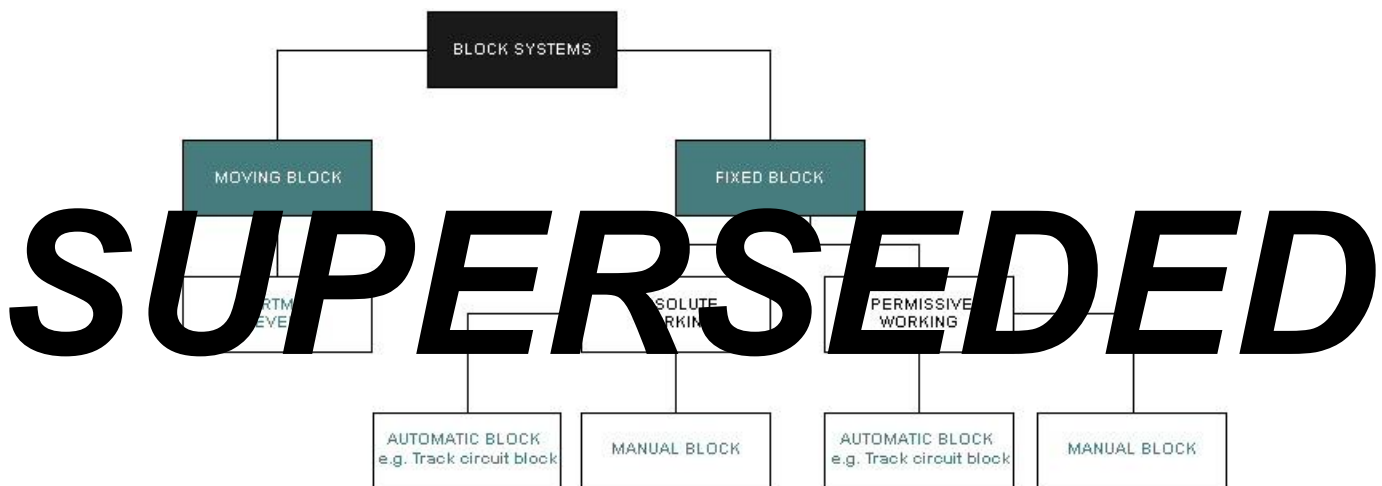 BLOCK SYSTEMS
MOVING BLOCK
FIXED BLOCK
SUPERSEDED
PERMISSIVE
WORKING
AUTOMATIC BLOCK
e.g. Track circuit block
MANUAL BLOCK
AUTOMATIC BLOCK
e.g. Track circuit block
MANUAL BLOCK